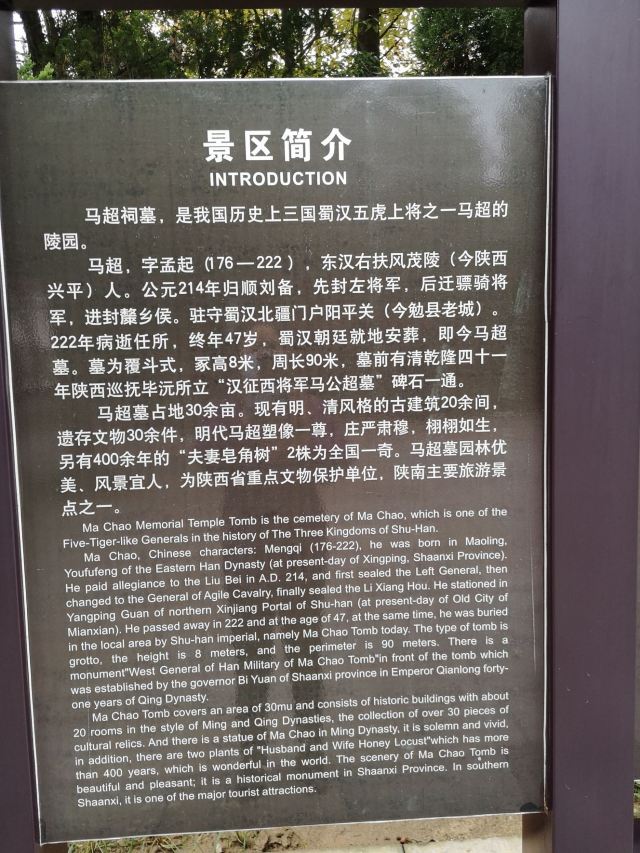 景区简介
INTRODUCTION
马超祠墓，是我国历史上三国蜀汉五虎上将之一马超的
陵园。
马超，字孟起（176—222），东汉右扶风茂陵（今陕西
兴平）人。公元214年归顺刘备，先封左将军，后迁骠骑将
军，进封斄乡侯。驻守蜀汉北疆门户阳平关（今勉县老城）。
222年病逝任所，终年47岁，蜀汉朝廷就地安葬，即今马超
墓。墓为覆斗式，冢高8米，周长90米，墓前有清乾隆四十一
年陕西巡抚毕沅所立“汉征西将军马公超墓”碑石一通。
马超墓占地30余亩。现有明、清风格的古建筑20余间，
遗存文物30余件，明代马超塑像一尊，庄严肃穆，栩栩如生，
另有400余年的“夫妻皂角树”2株为全国一奇。马超墓园林优
美、风景宜人，为陕西省重点文物保护单位，陕南主要旅游景
点之一。
Ma Chao Memorial Temple Tomb is the cemetery of Ma Chao, which is one of the
Five-Tiger-like Generals in the history of The Three Kingdoms of Shu-Han.
Ma Chao, Chinese characters: Mengqi (176-222), he was born in Maoling,
Youfufeng of the Eastern Han Dynasty (at present-day of Xingping, Shaanxi Province).
He paid allegiance to the Liu Bei in A.D. 214, and first sealed the Left General, then
changed to the General of Agile Cavalry, finally sealed the Li Xiang Hou. He stationed in
Yangping Guan of northern Xinjiang Portal of Shu-han (at present-day of Old City of
Mianxian). He passed away in 222 and at the age of 47, at the same time, he was buried
in the local area by Shu-han imperial, namely Ma Chao Tomb today. The type of tomb is
grotto, the height is 8 meters, and the perimeter is 90 meters. There is a
monument"West General of Han Military of Ma Chao Tomb"in front of the tomb which
was established by the governor Bi Yuan of Shaanxi province in Emperor Qianlong forty-
one years of Qing Dynasty.
Ma Chao Tomb covers an area of 30mu and consists of historic buildings with about
20 rooms in the style of Ming and Qing Dynasties, the collection of over 30 pieces of
cultural relics. And there is a statue of Ma Chao in Ming Dynasty, it is solemn and vivid,
in addition, there are two plants of "Husband and Wife Honey Locust"which has more
than 400 years, which is wonderful in the world. The scenery of Ma Chao Tomb is
beautiful and pleasant; it is a historical monument in Shaanxi Province. In southern
Shaanxi, it is one of the major tourist attractions.